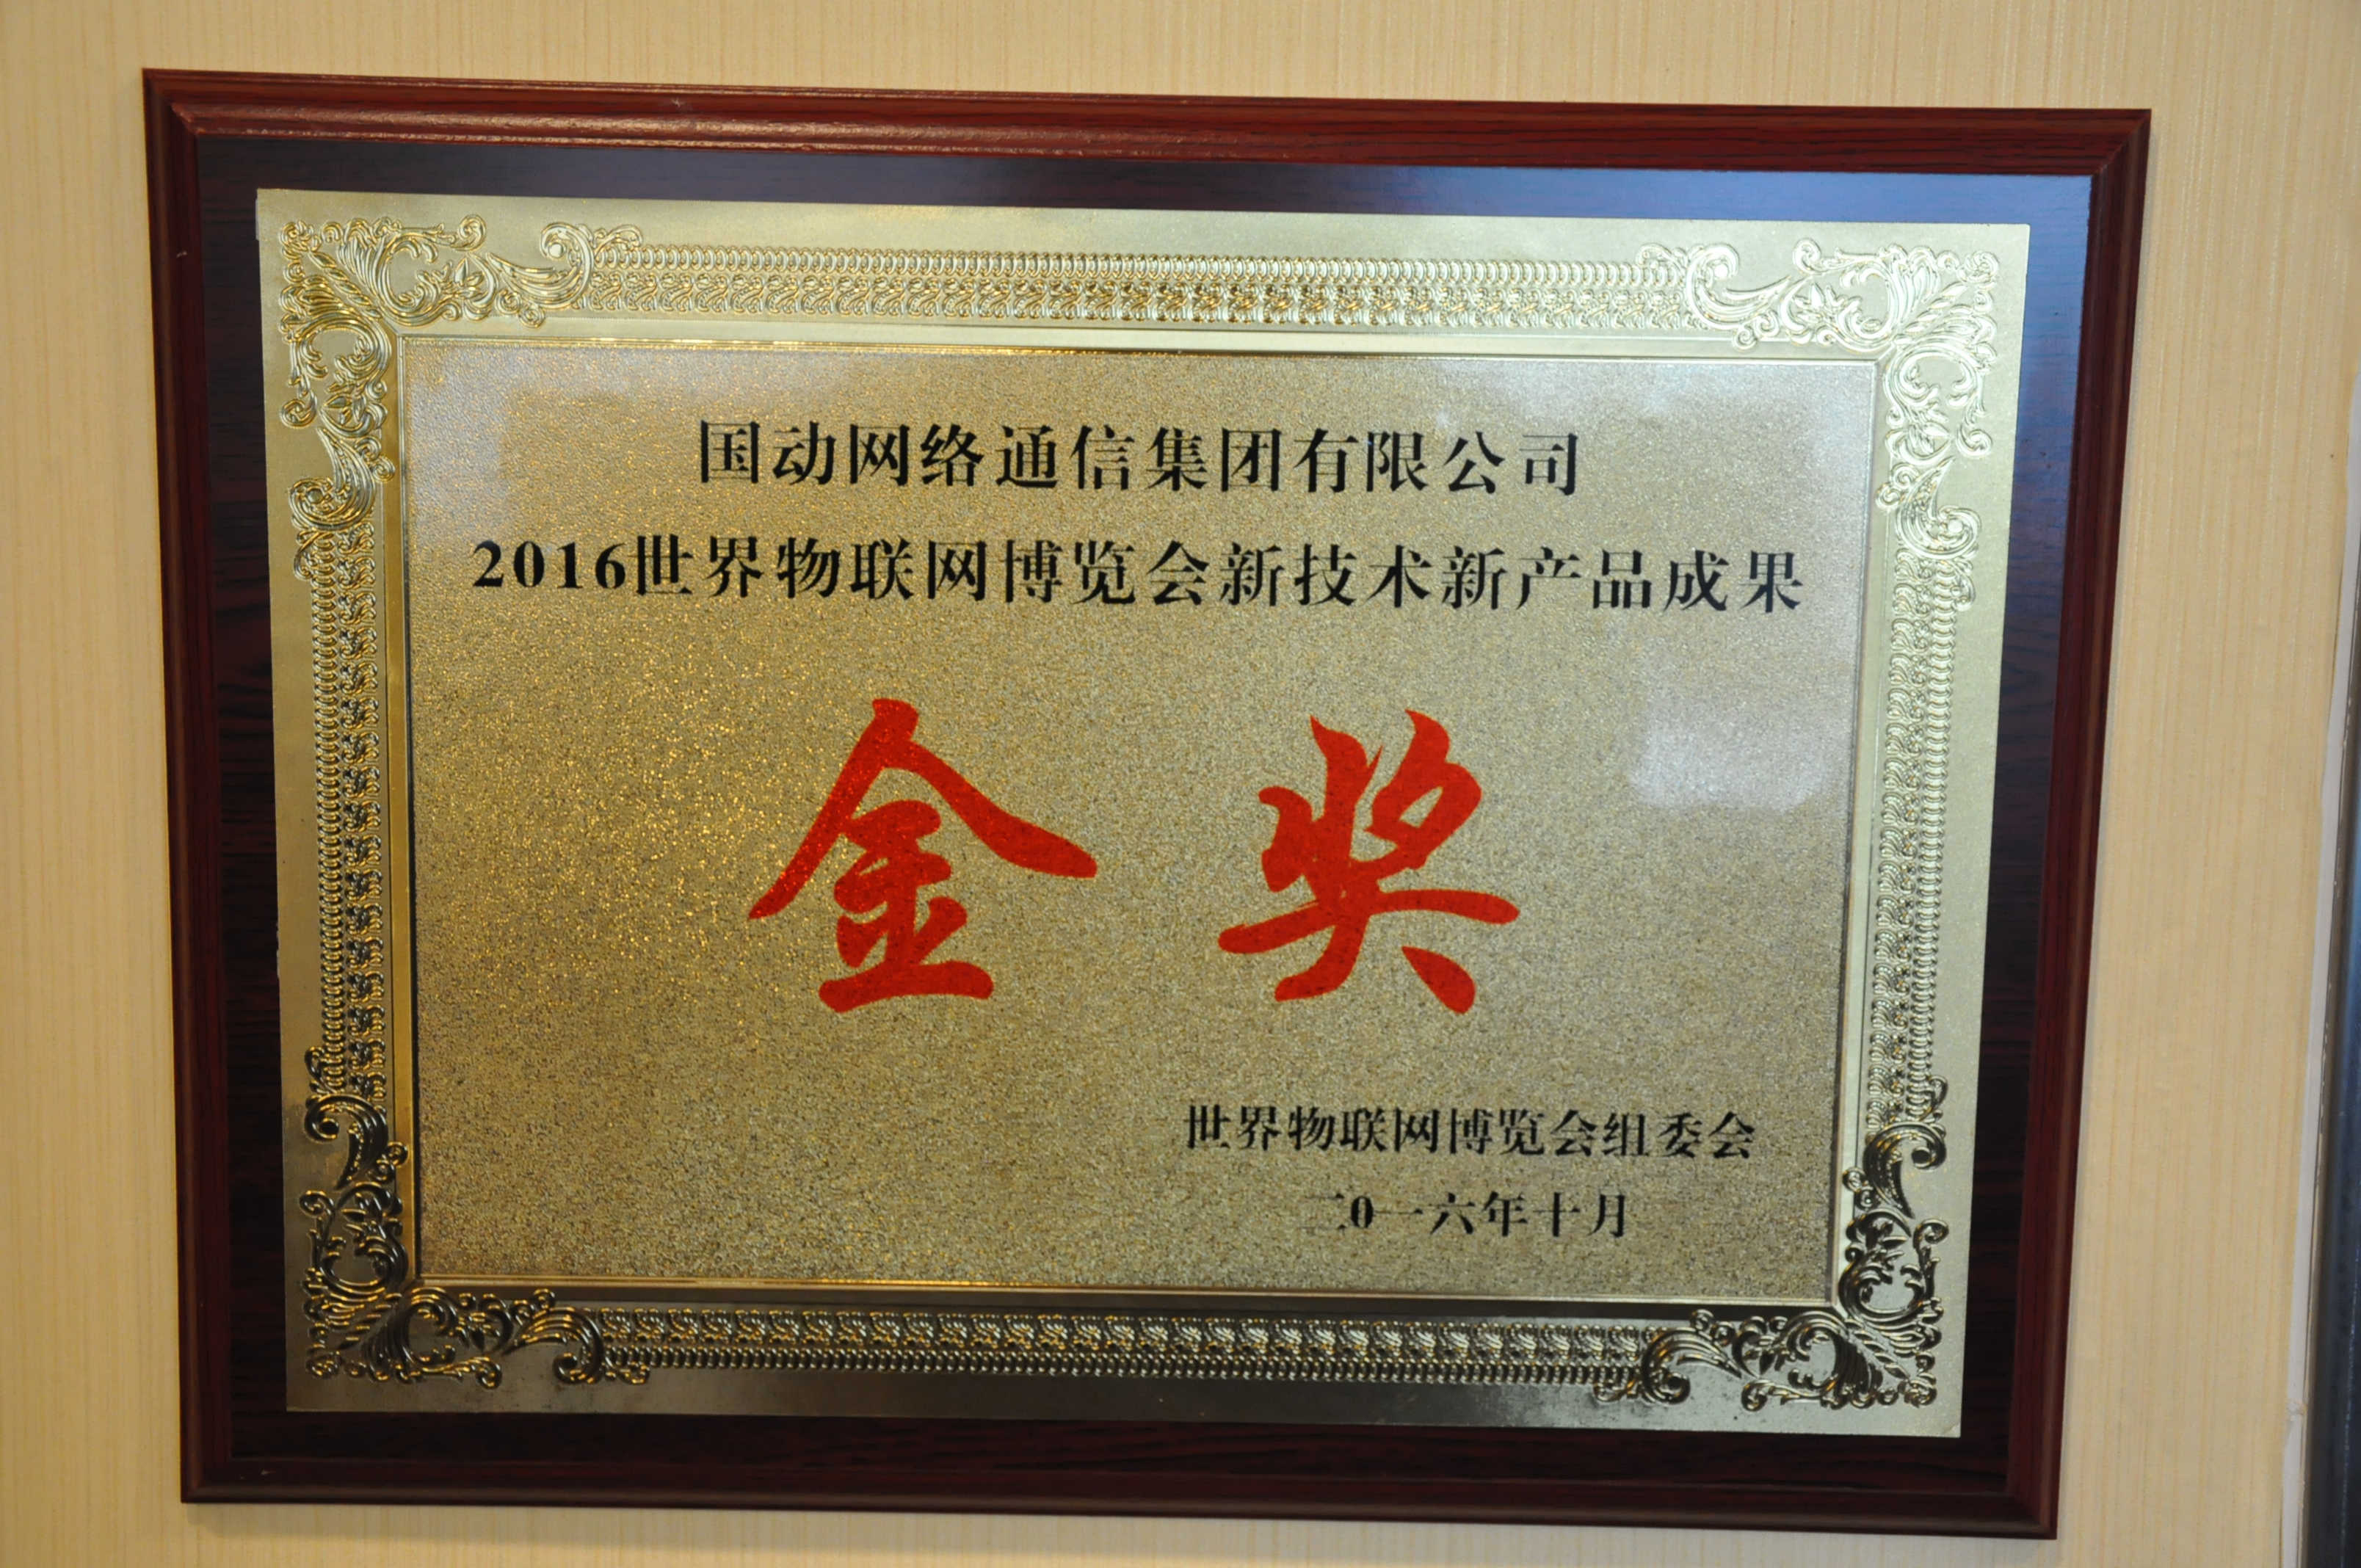 国动网络通信集团有限公司
2016世界物联网博览会新技术新产品成果
金奖
世界物联网博览会组委会
二0一六年十月